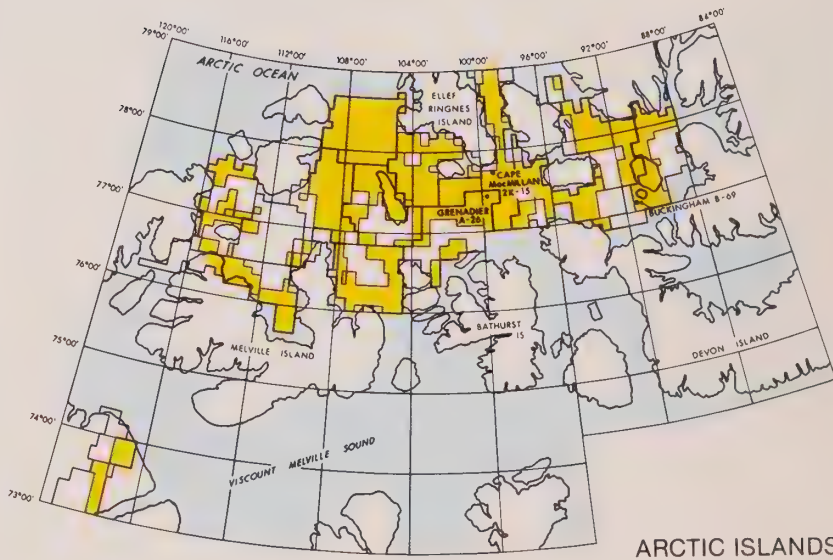 120°00'
116°00'
112°00'
108°00'
104°00'
100°00'
96°00'
92°00'
88°00'
84°00'
79°00'
78°00'
77°00'
76°00'
75°00'
74°00'
73°00'
ARCTIC OCEAN
ELLEF
RINGNES
ISLAND
CAPE
MacMILLAN
2K-15
GRENADIER
A-26
BUCKINGHAM B-69
MELVILLE ISLAND
BATHURST
IS
DEVON ISLAND
VISCOUNT MELVILLE SOUND
ARCTIC ISLANDS